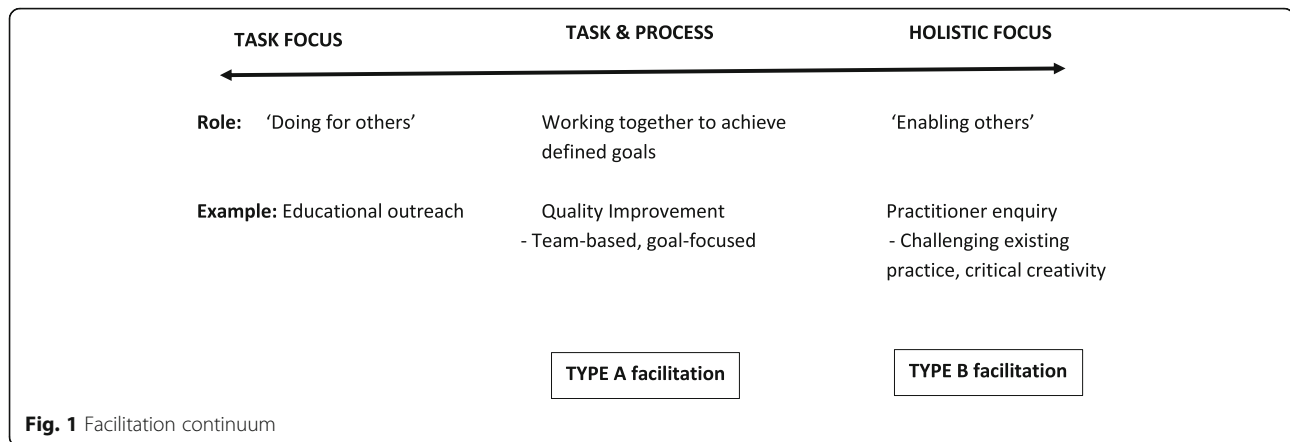 TASK FOCUS TASK & PROCESS HOLISTIC FOCUS
Role: ‘Doing for others’ Working together to achieve ‘Enabling others’
defined goals
Example: Educational outreach Quality Improvement Practitioner enquiry
- Team-based, goal-focused - Challenging existing
practice, critical creativity
TYPE A facilitation TYPE B facilitation
Fig. 1 Facilitation continuum